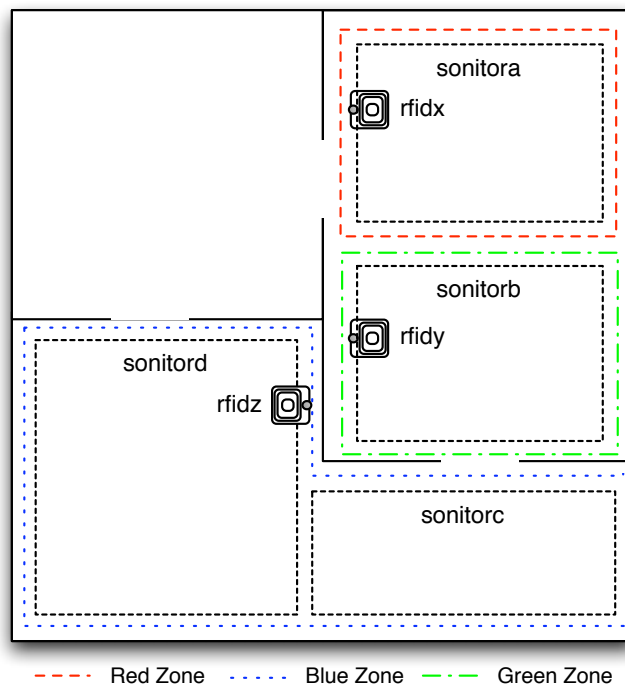 sonitora
rfidx
sonitorb
rfidy
sonitord
rfidz
sonitorc
Red Zone
Blue Zone
Green Zone